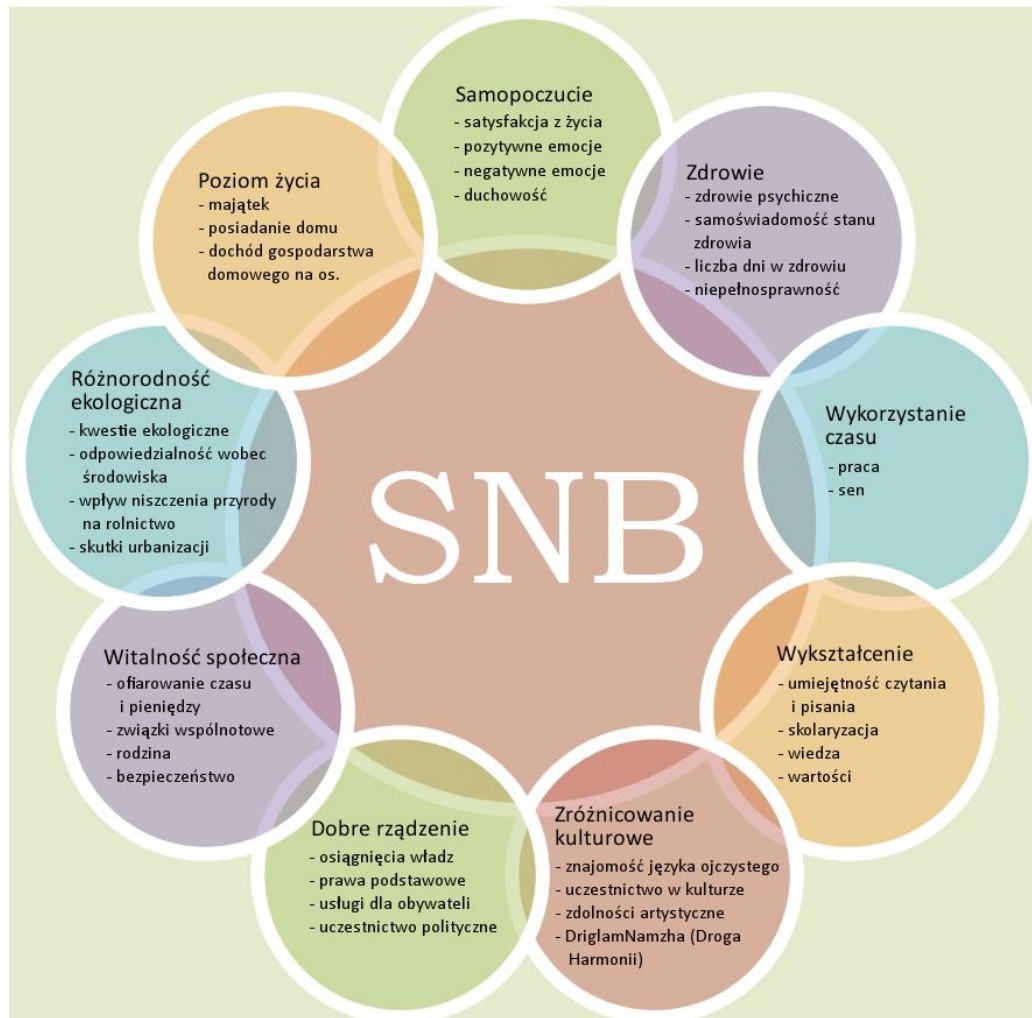 Samopoczucie
- satysfakcja z życia
- pozytywne emocje
- negatywne emocje
- duchowość
Zdrowie
- zdrowie psychiczne
- samoświadomość stanu
zdrowia
- liczba dni w zdrowiu
- niepełnosprawność
Wykorzystanie
czasu
- praca
- sen
Wykształcenie
- umiejętność czytania
i pisania
- skolaryzacja
- wiedza
- wartości
Zróżnicowanie
kulturowe
- znajomość języka ojczystego
- uczestnictwo w kulturze
- zdolności artystyczne
- DriglamNamzha (Droga
Harmonii)
Dobre rządzenie
- osiągnięcia władz
- prawa podstawowe
- usługi dla obywateli
- uczestnictwo polityczne
Witalność społeczna
- ofiarowanie czasu
i pieniędzy
- związki wspólnotowe
- rodzina
- bezpieczeństwo
Różnorodność
ekologiczna
- kwestie ekologiczne
- odpowiedzialność wobec
środowiska
- wpływ niszczenia przyrody
na rolnictwo
- skutki urbanizacji
Poziom życia
- majątek
- posiadanie domu
- dochód gospodarstwa
domowego na os.
SNB